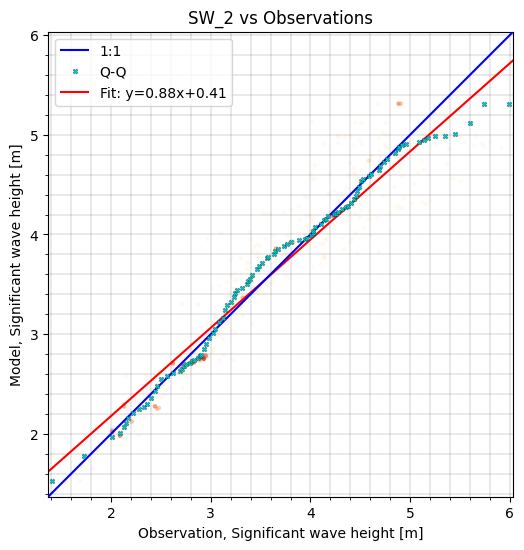 SW_2 vs Observations
1:1
Q-Q
Fit: y=0.88x+0.41
6
5
4
3
2
Model, Significant wave height [m]
2 3 4 5 6
Observation, Significant wave height [m]